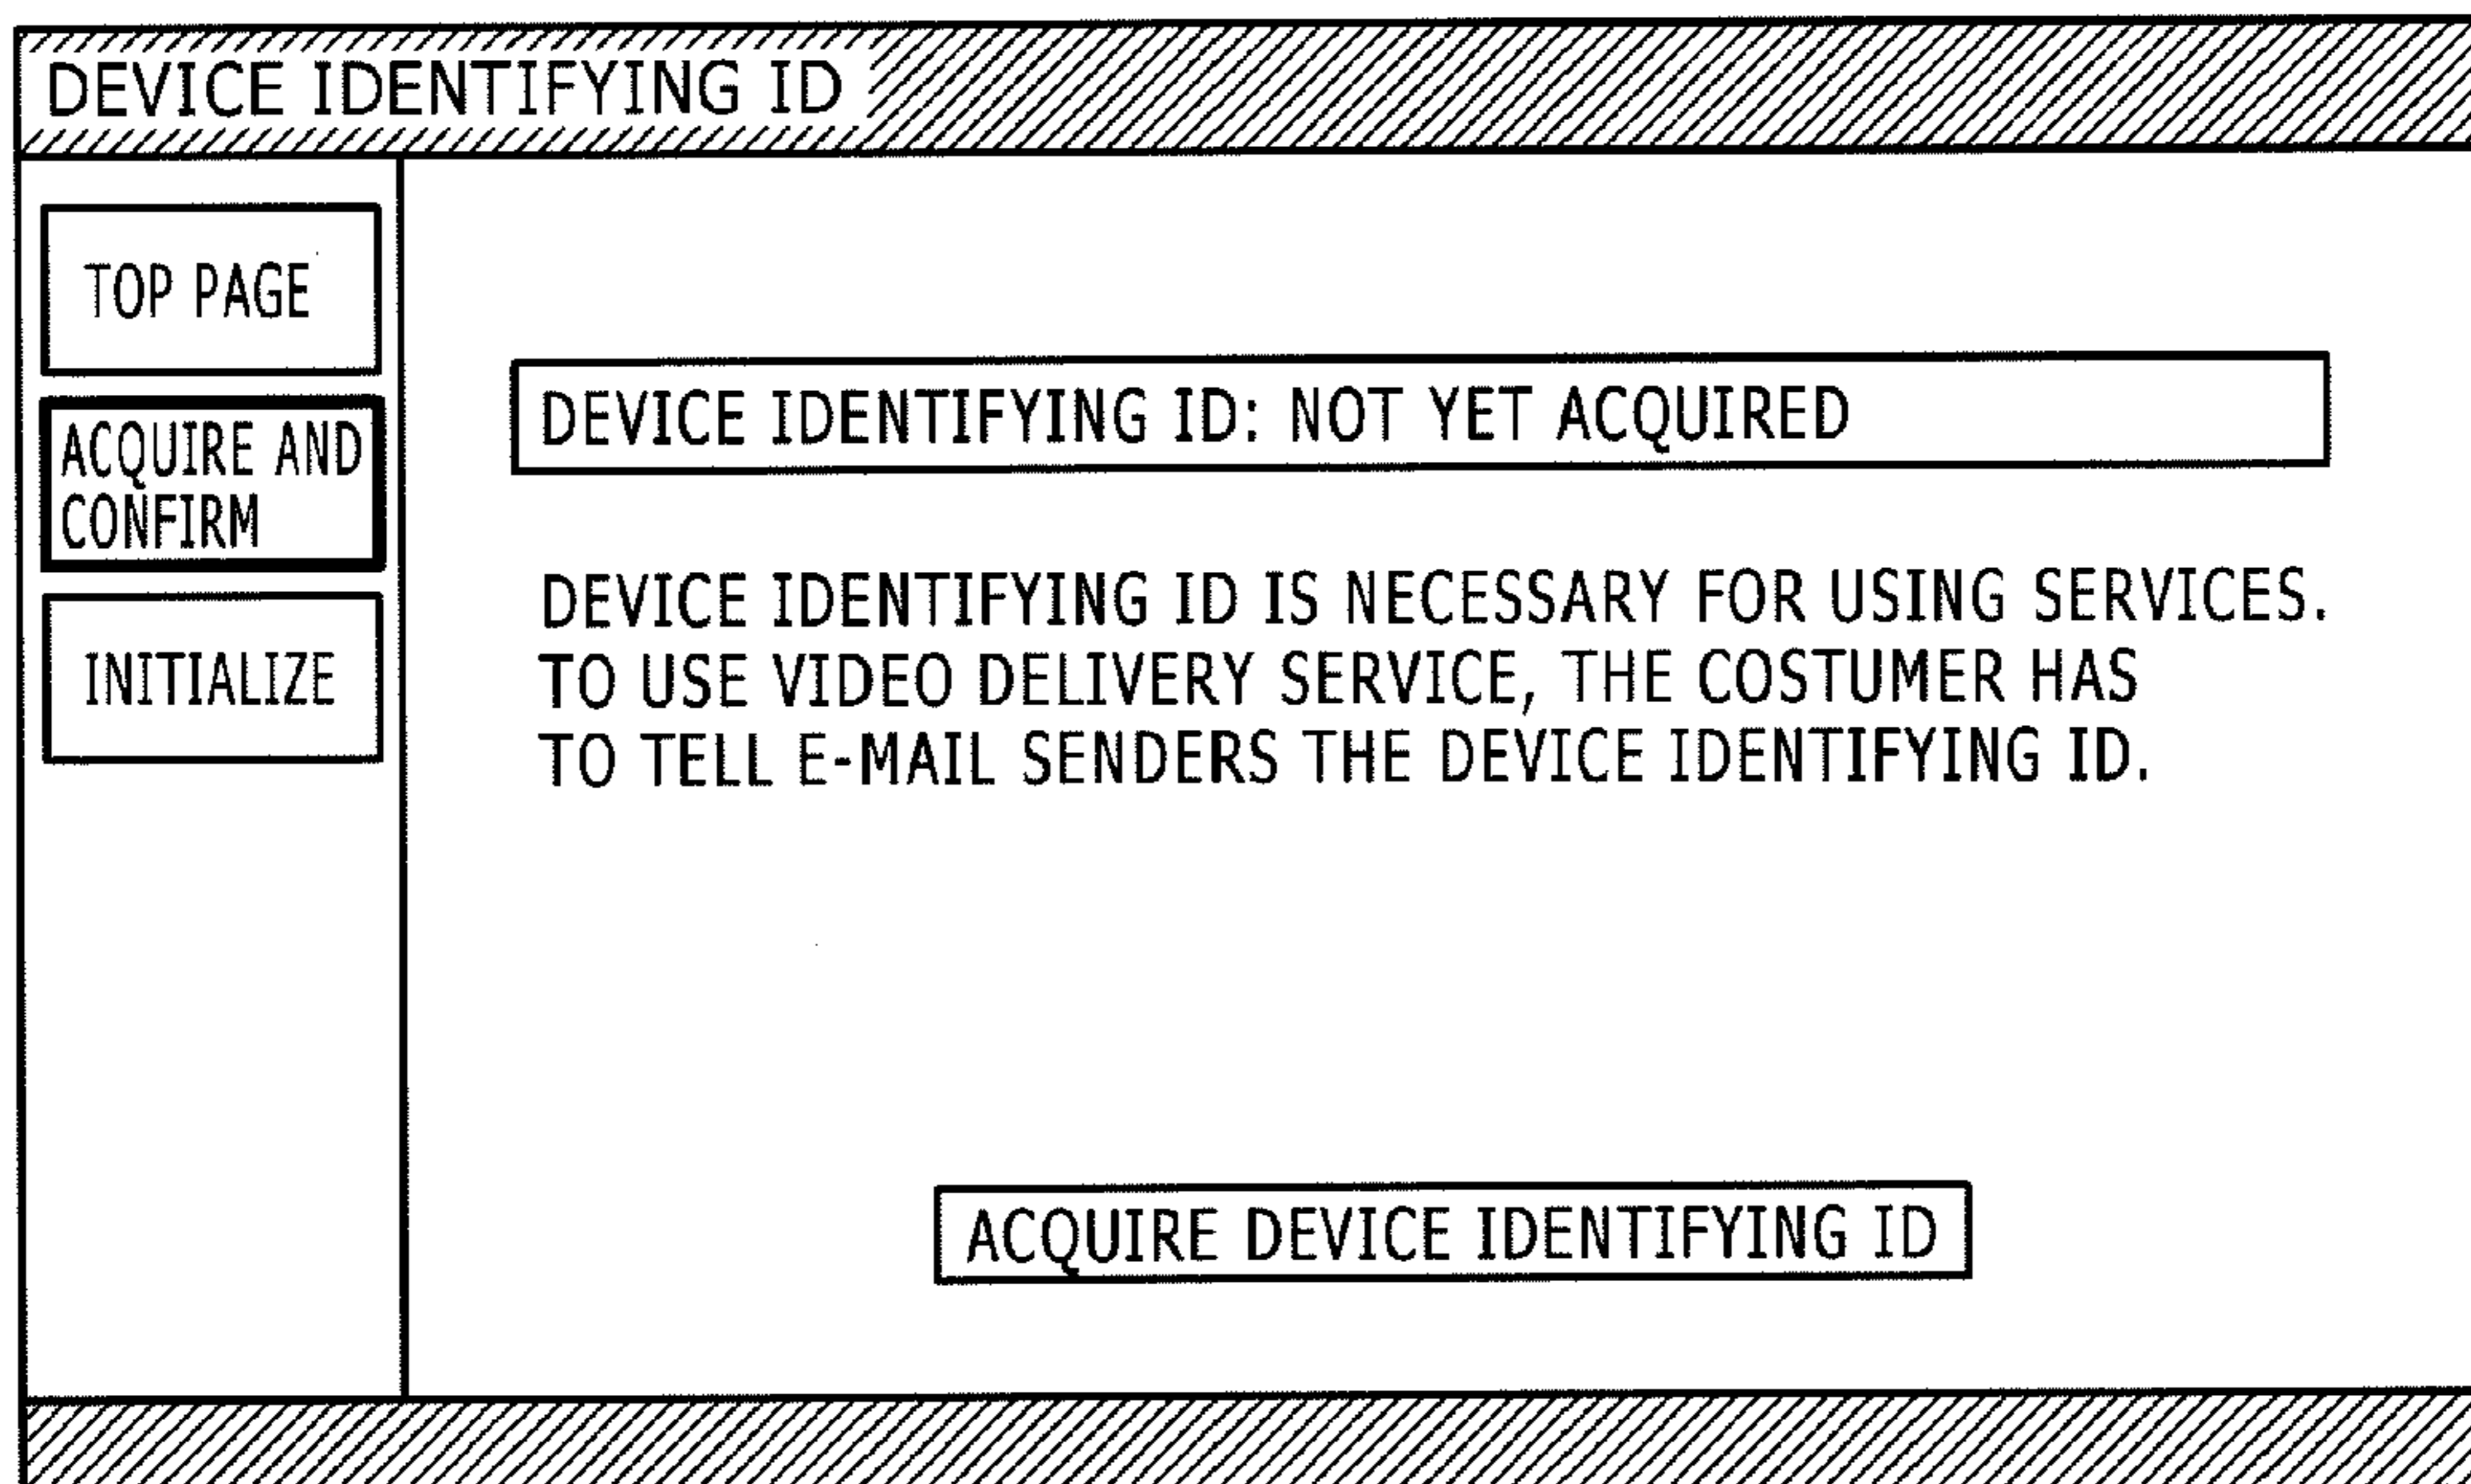 DEVICE IDENTIFYING ID
TOP PAGE
ACQUIRE AND
CONFIRM
INITIALIZE
DEVICE IDENTIFYING ID: NOT YET ACQUIRED
DEVICE IDENTIFYING ID IS NECESSARY FOR USING SERVICES.
TO USE VIDEO DELIVERY SERVICE, THE COSTUMER HAS
TO TELL E-MAIL SENDERS THE DEVICE IDENTIFYING ID.
ACQUIRE DEVICE IDENTIFYING ID